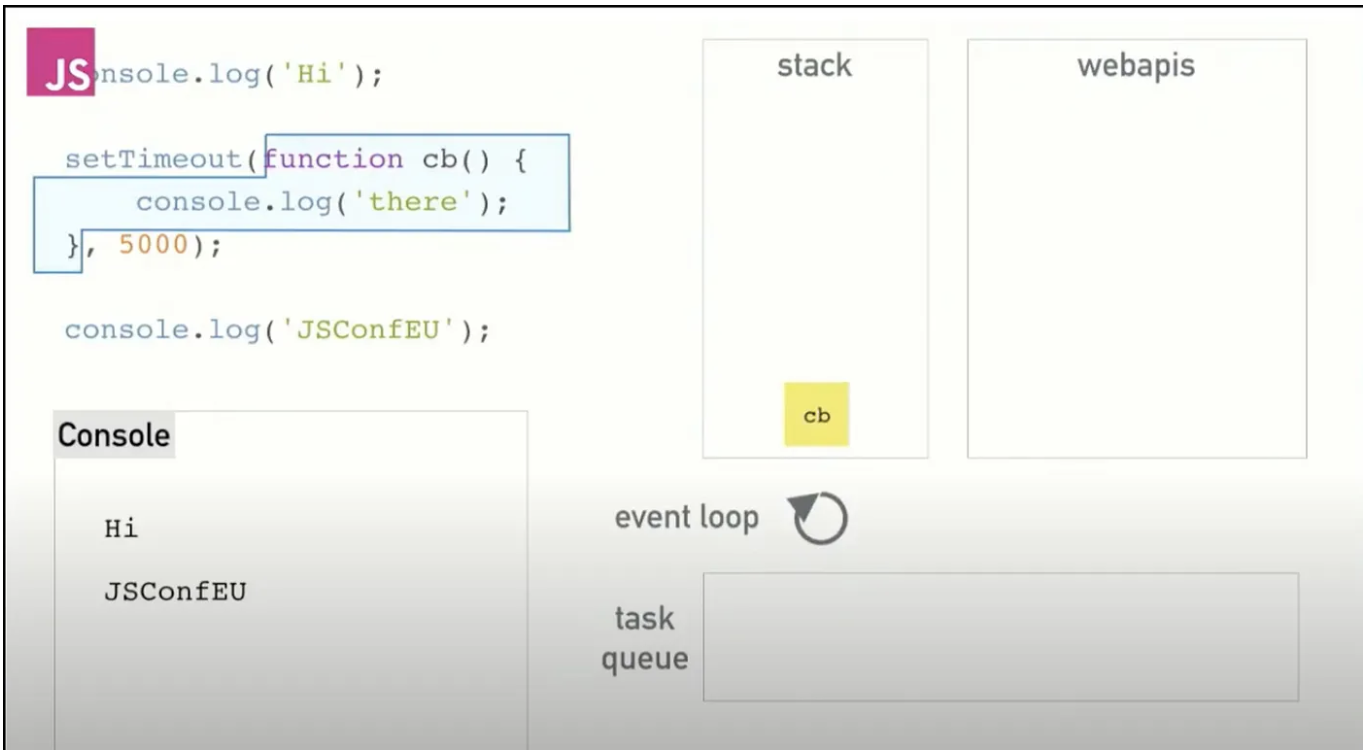 JS
onsole.log('Hi');
setTimeout(function cb() {
console.log('there');
}, 5000);
console.log('JSConfEU');
Console
Hi
JSConfEU
stack
webapis
cb
event loop
task
queue